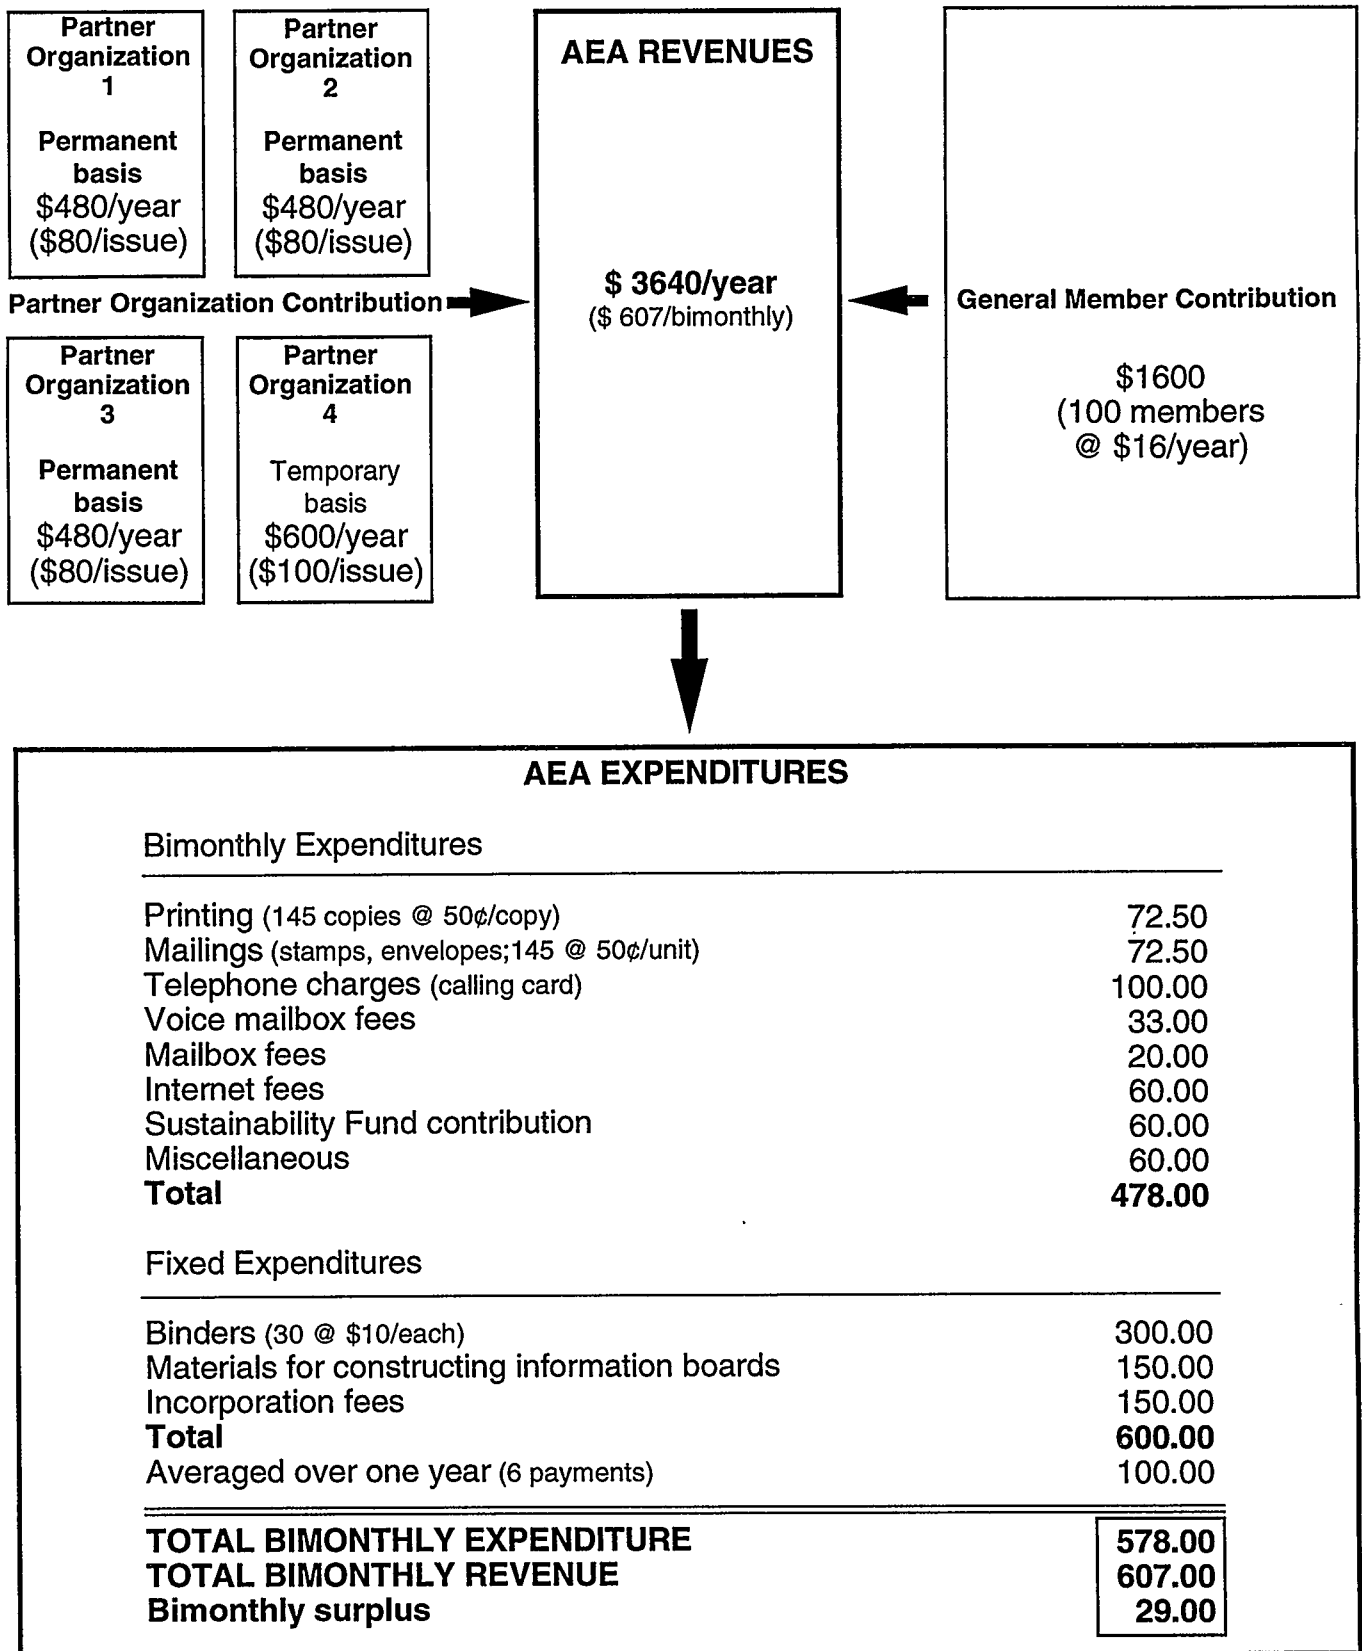 Partner
Organization
1
Permanent
basis
$480/year
($80/issue)
Partner
Organization
2
Permanent
basis
$480/year
($80/issue)
Partner Organization Contribution
Partner
Organization
3
Permanent
basis
$480/year
($80/issue)
Partner
Organization
4
Temporary
basis
$600/year
($100/issue)
AEA REVENUES
$ 3640/year
($ 607/bimonthly)
General Member Contribution
$1600
(100 members
@ $16/year)
AEA EXPENDITURES
Bimonthly Expenditures
Printing (145 copies @ 50¢/copy) 72.50
Mailings (stamps, envelopes;145 @ 50¢/unit) 72.50
Telephone charges (calling card) 100.00
Voice mailbox fees 33.00
Mailbox fees 20.00
Internet fees 60.00
Sustainability Fund contribution 60.00
Miscellaneous 60.00
Total 478.00
Fixed Expenditures
Binders (30 @ $10/each) 300.00
Materials for constructing information boards 150.00
Incorporation fees 150.00
Total 600.00
Averaged over one year (6 payments) 100.00
TOTAL BIMONTHLY EXPENDITURE 578.00
TOTAL BIMONTHLY REVENUE 607.00
Bimonthly surplus 29.00